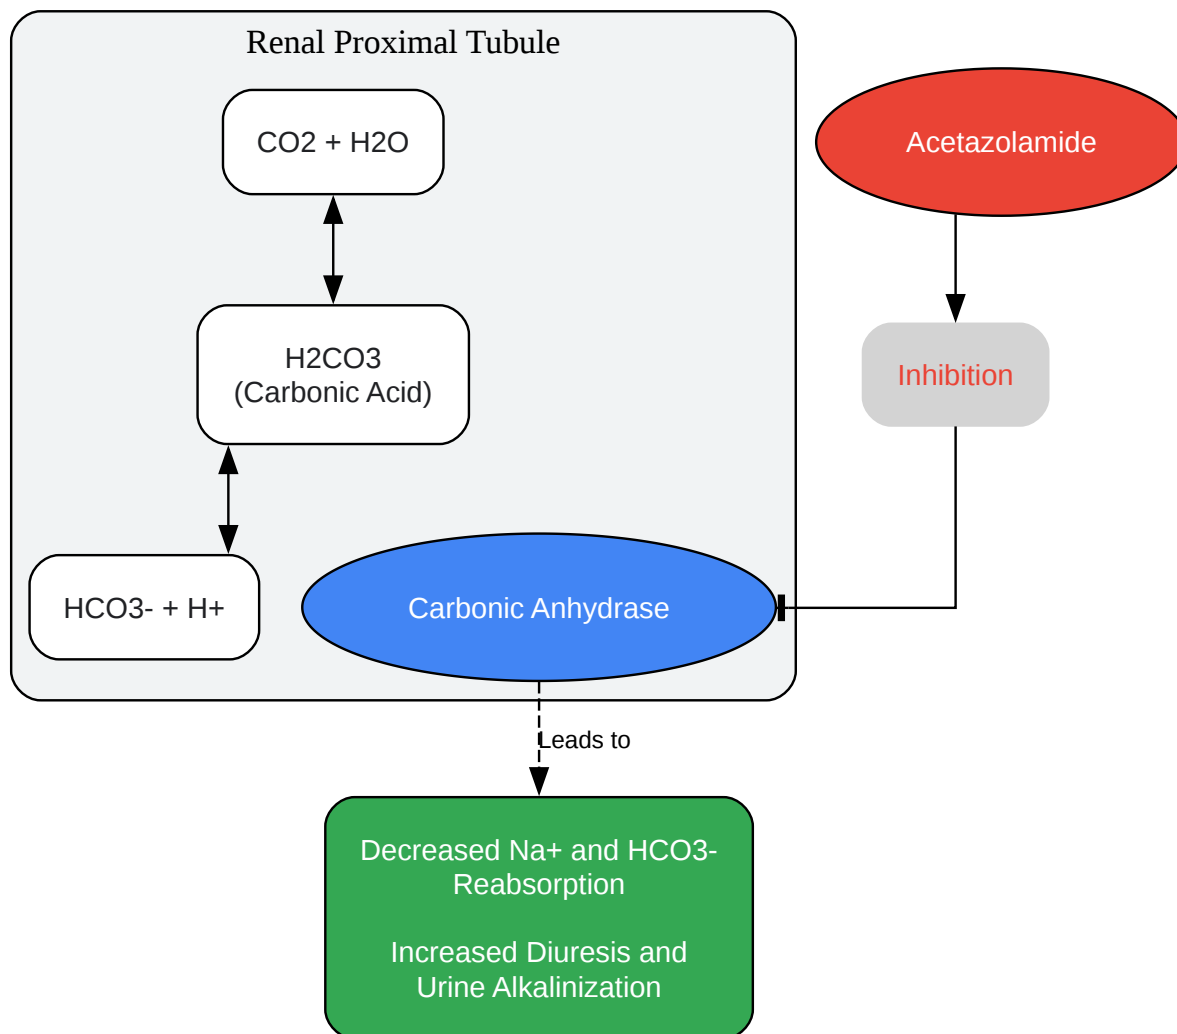 Renal Proximal Tubule
CO2 + H2O
Acetazolamide
H2CO3
(Carbonic Acid)
Inhibition
HCO3- + H+
Carbonic Anhydrase
Leads to
Decreased Na+ and HCO3-
Reabsorption
Increased Diuresis and
Urine Alkalinization